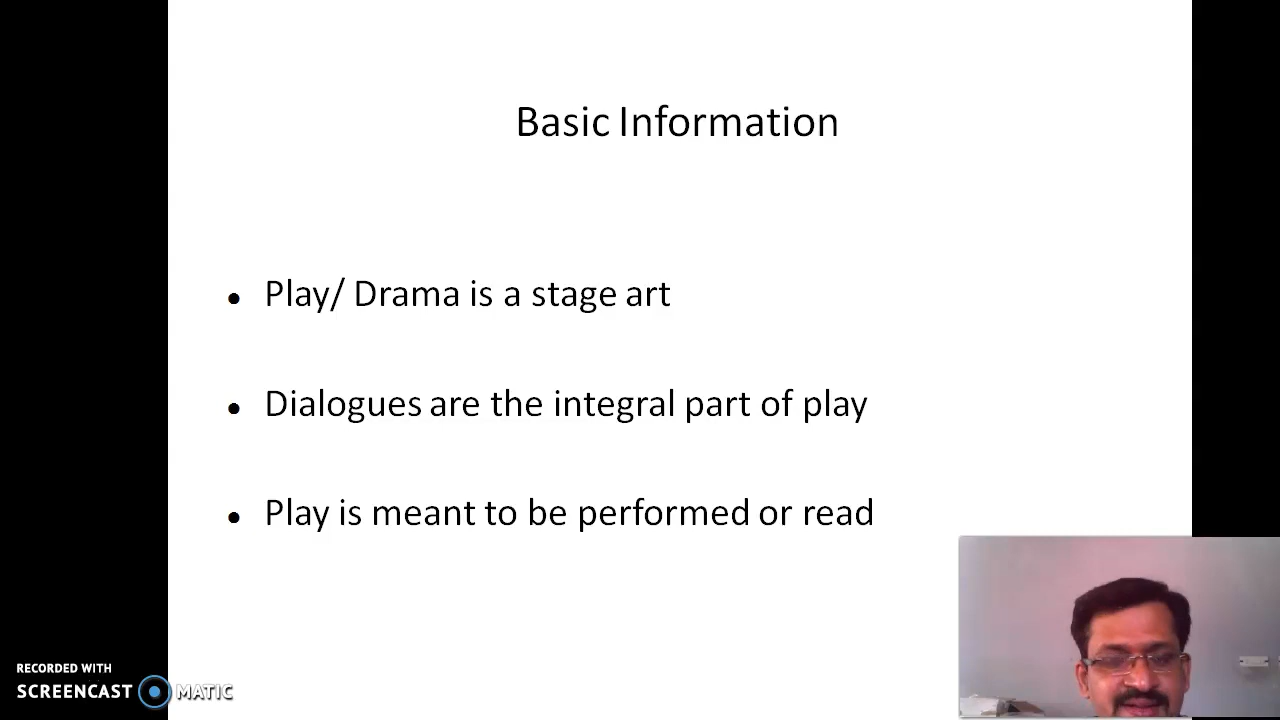 Basic Information
Play/ Drama is a stage art
Dialogues are the integral part of play
Play is meant to be performed or read
RECORDED WITH
SCREENCAST MATIC